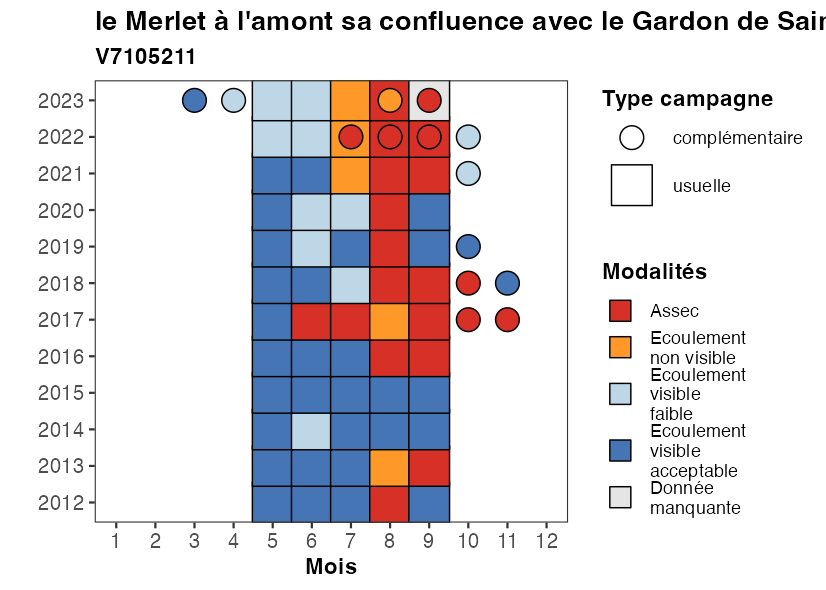 le Merlet à l'amont sa confluence avec le Gardon de Sain
V7105211
2023
2022
2021
2020
2019
2018
2017
2016
2015
2014
2013
2012
1 2 3 4 5 6 7 8 9 10 11 12
Mois
Type campagne
complémentaire
usuelle
Modalités
Assec
Ecoulement
non visible
Ecoulement
visible
faible
Ecoulement
visible
acceptable
Donnée
manquante